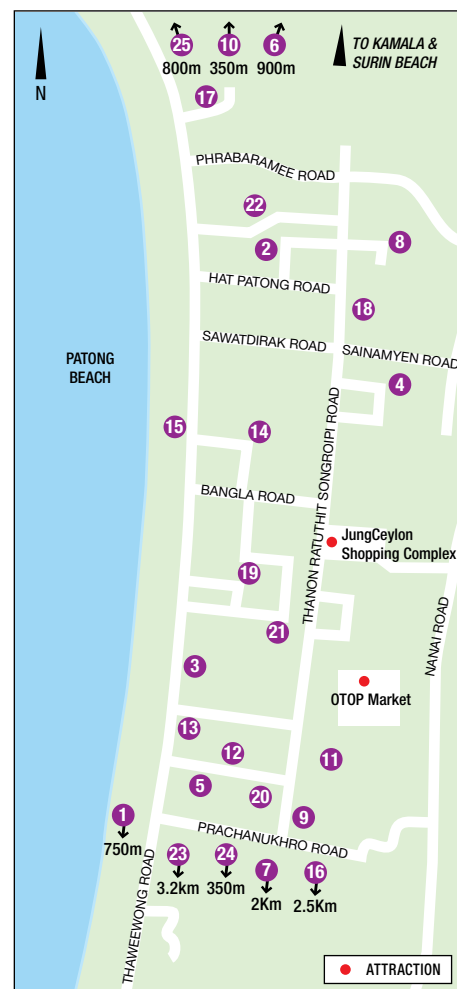 25
10
6
800m
350m
900m
TO KAMALA &
SURIN BEACH
N
17
PHRABARAMEE ROAD
22
2
8
HAT PATONG ROAD
18
SAWATDIRAK ROAD
SAINAMYEN ROAD
PATONG
BEACH
4
15
14
THANON RATUTHIT SONGROIPI ROAD
BANGLA ROAD
JungCeylon
Shopping Complex
19
21
NANAI ROAD
3
OTOP Market
13
12
11
5
20
1
750m
9
PRACHANUKHRO ROAD
23
24
7
16
3.2km
350m
2Km
2.5Km
THAWEEWONG ROAD
ATTRACTION